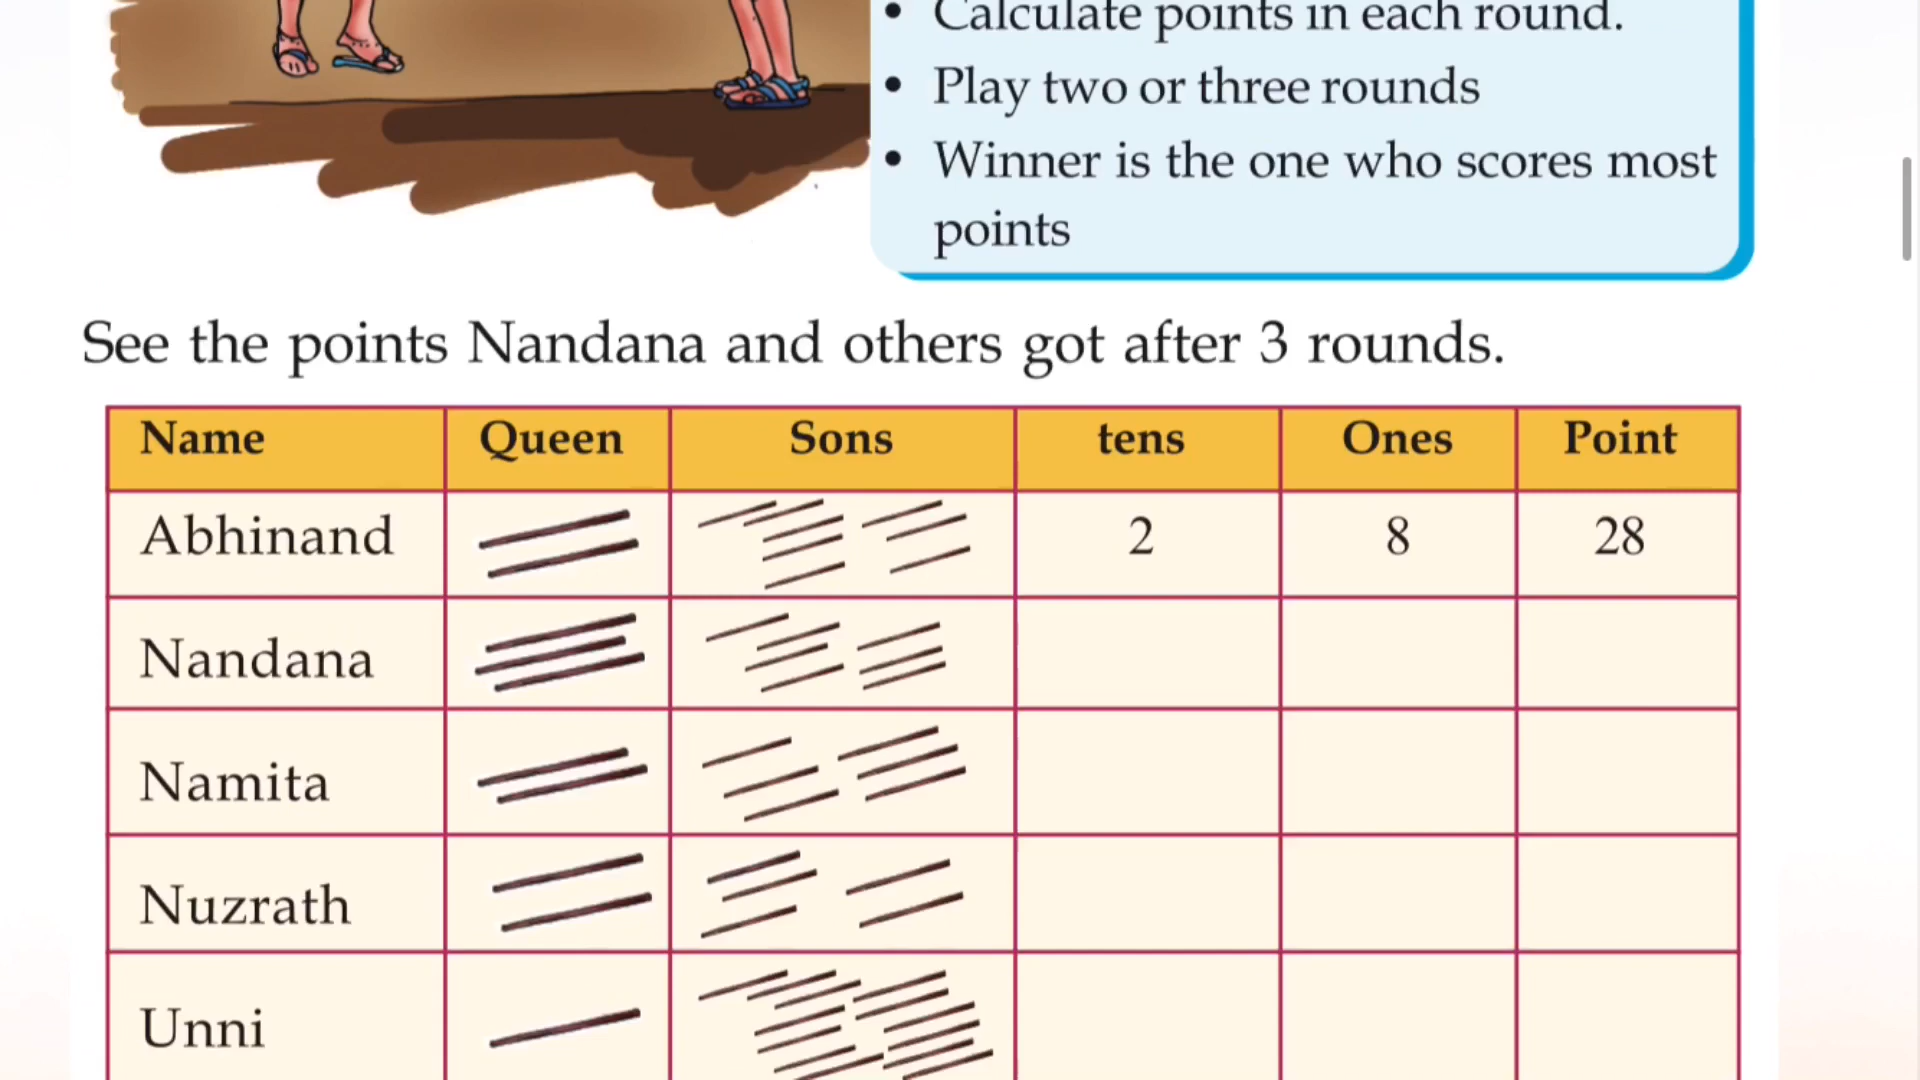 • Calculate points in each round.
• Play two or three rounds
• Winner is the one who scores most
points
See the points Nandana and others got after 3 rounds.
Name Queen Sons tens Ones Point
Abhinand 2 8 28
Nandana
Namita
Nuzrath
Unni